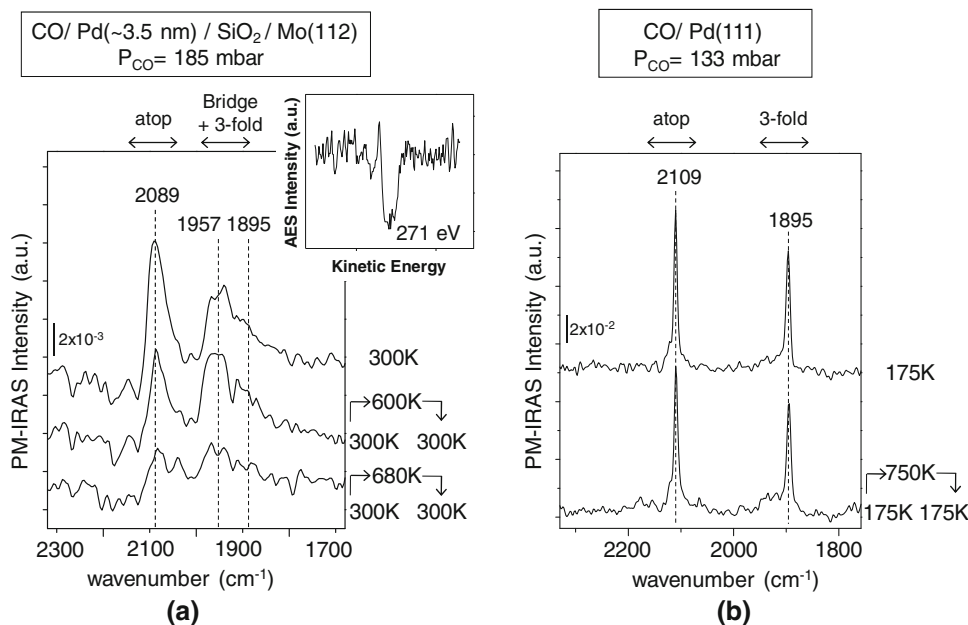 CO/ Pd(~3.5 nm) / SiO₂ / Mo(112)
P_CO= 185 mbar
atop
Bridge
+ 3-fold
2089
1957
1895
AES Intensity (a.u.)
271 eV
Kinetic Energy
PM-IRAS Intensity (a.u.)
2x10⁻³
300K
600K
300K 300K
680K
300K 300K
2300 2100 1900 1700
wavenumber (cm⁻¹)
(a)
CO/ Pd(111)
P_CO= 133 mbar
atop
3-fold
2109
1895
PM-IRAS Intensity (a.u.)
2x10⁻²
175K
750K
175K 175K
2200 2000 1800
wavenumber (cm⁻¹)
(b)